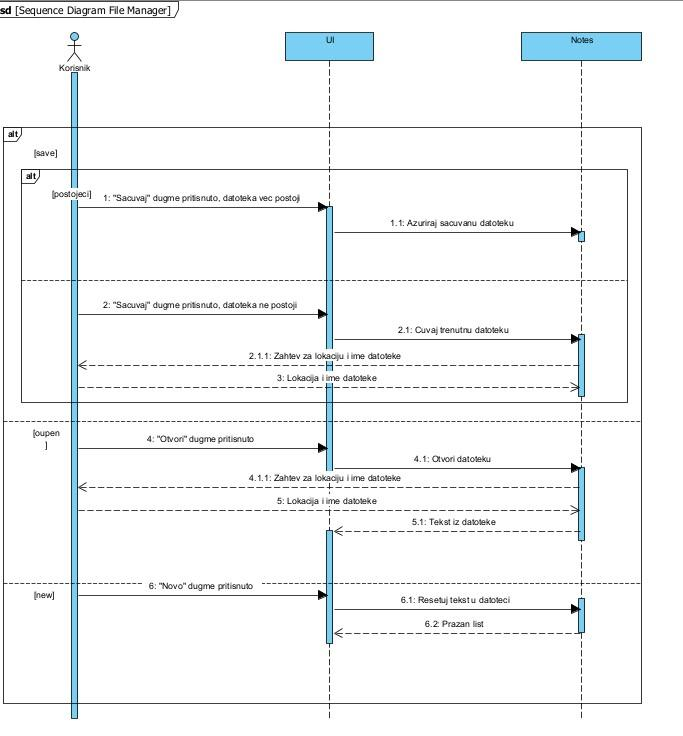 sd [Sequence Diagram File Manager]
UI
Notes
Korisnik
alt
[save]
alt
[postojeci]
1: "Sacuvaj" dugme pritisnuto, datoteka vec postoji
1.1: Azuriraj sacuvanu datoteku
2: "Sacuvaj" dugme pritisnuto, datoteka ne postoji
2.1: Cuvaj trenutnu datoteku
2.1.1: Zahtev za lokaciju i ime datoteke
3: Lokacija i ime datoteke
[oupen
]
4: "Otvori" dugme pritisnuto
4.1: Otvori datoteku
4.1.1: Zahtev za lokaciju i ime datoteke
5: Lokacija i ime datoteke
5.1: Tekst iz datoteke
6: "Novo" dugme pritisnuto
[new]
6.1: Resetuj tekst u datoteci
6.2: Prazan list